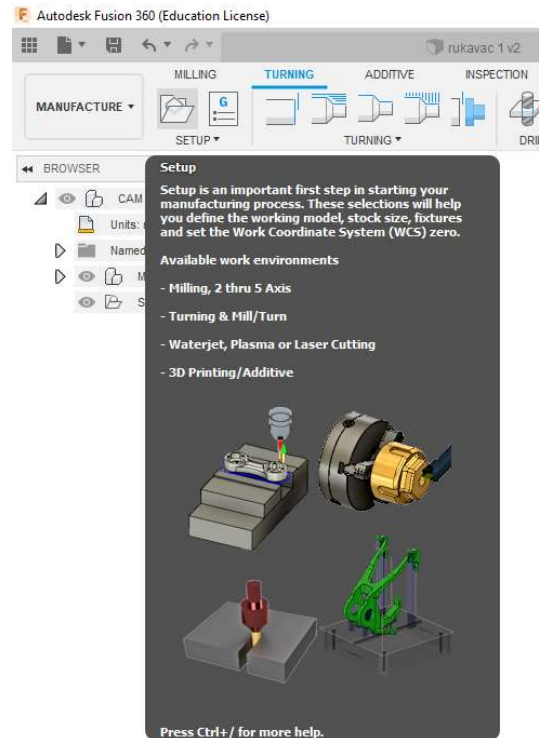 Autodesk Fusion 360 (Education License)
rukavac 1 v2
MILLING TURNING ADDITIVE INSPECTION
MANUFACTURE
G
SETUP TURNING
BROWSER
CAM
Units:
Named
Setup
Setup is an important first step in starting your
manufacturing process. These selections will help
you define the working model, stock size, fixtures
and set the Work Coordinate System (WCS) zero.
Available work environments
- Milling, 2 thru 5 Axis
- Turning & Mill/Turn
- Waterjet, Plasma or Laser Cutting
- 3D Printing/Additive
Press Ctrl+/ for more help.